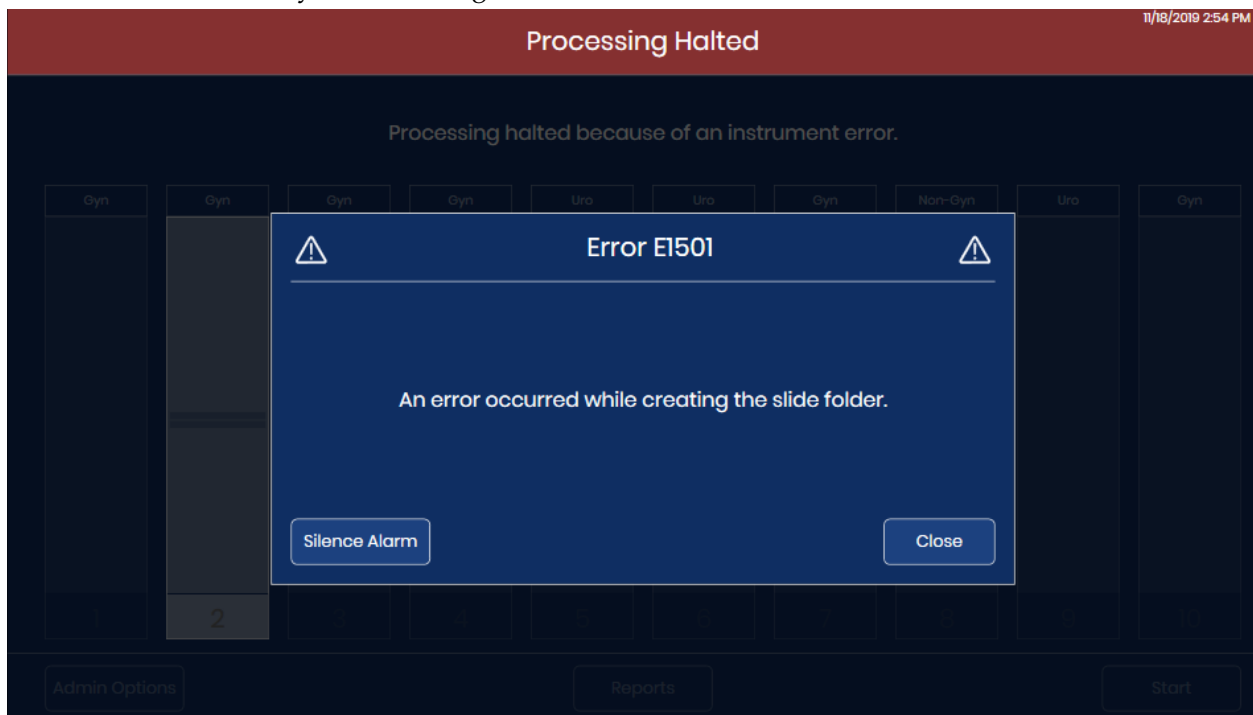 11/18/2019 2:54 PM
Processing Halted
Processing halted because of an instrument error.
Gyn Gyn Gyn Gyn Uro Uro Gyn Non-Gyn Uro Gyn
Error E1501
An error occurred while creating the slide folder.
Silence Alarm Close
1 2 3 4 5 6 7 8 9 10
Admin Options Reports Start